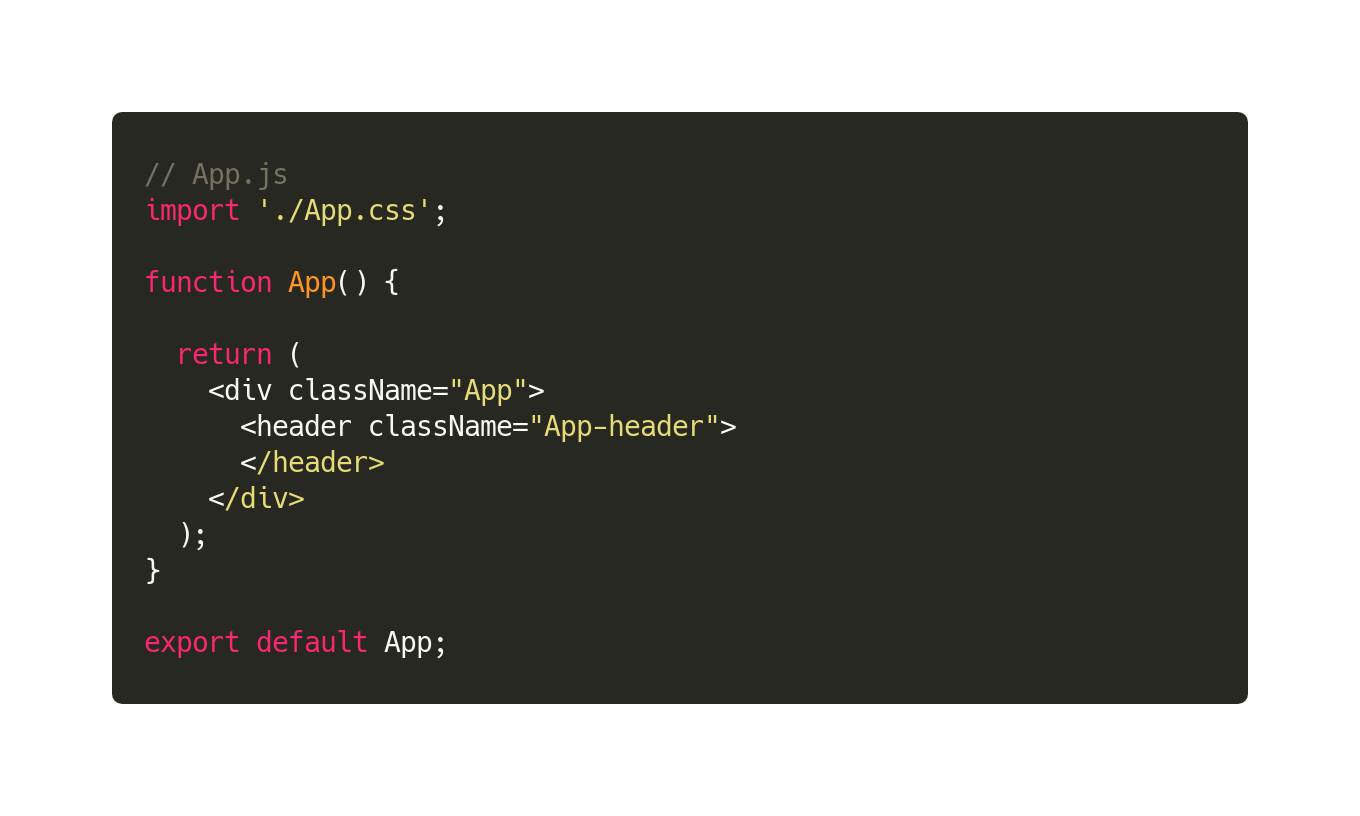 // App.js
import './App.css';
function App() {
return (
<div className="App">
<header className="App-header">
</header>
</div>
);
}
export default App;